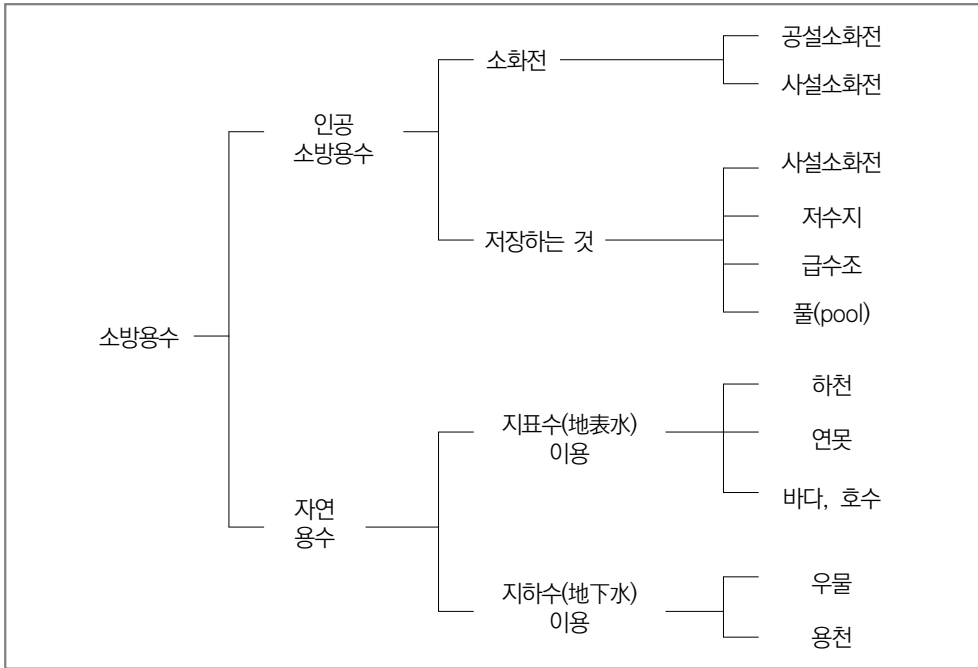 공설소화전
소화전
사설소화전
인공
소방용수
사설소화전
저수지
저장하는 것
급수조
풀(pool)
소방용수
하천
지표수(地表水)
이용
연못
바다, 호수
자연
용수
우물
지하수(地下水)
이용
용천